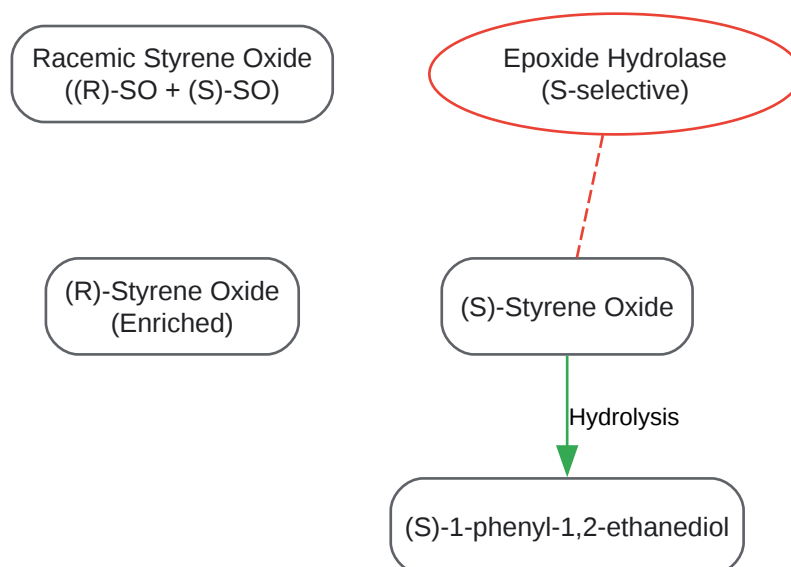 Racemic Styrene Oxide
((R)-SO + (S)-SO)
Epoxide Hydrolase
(S-selective)
(R)-Styrene Oxide
(Enriched)
(S)-Styrene Oxide
Hydrolysis
(S)-1-phenyl-1,2-ethanediol